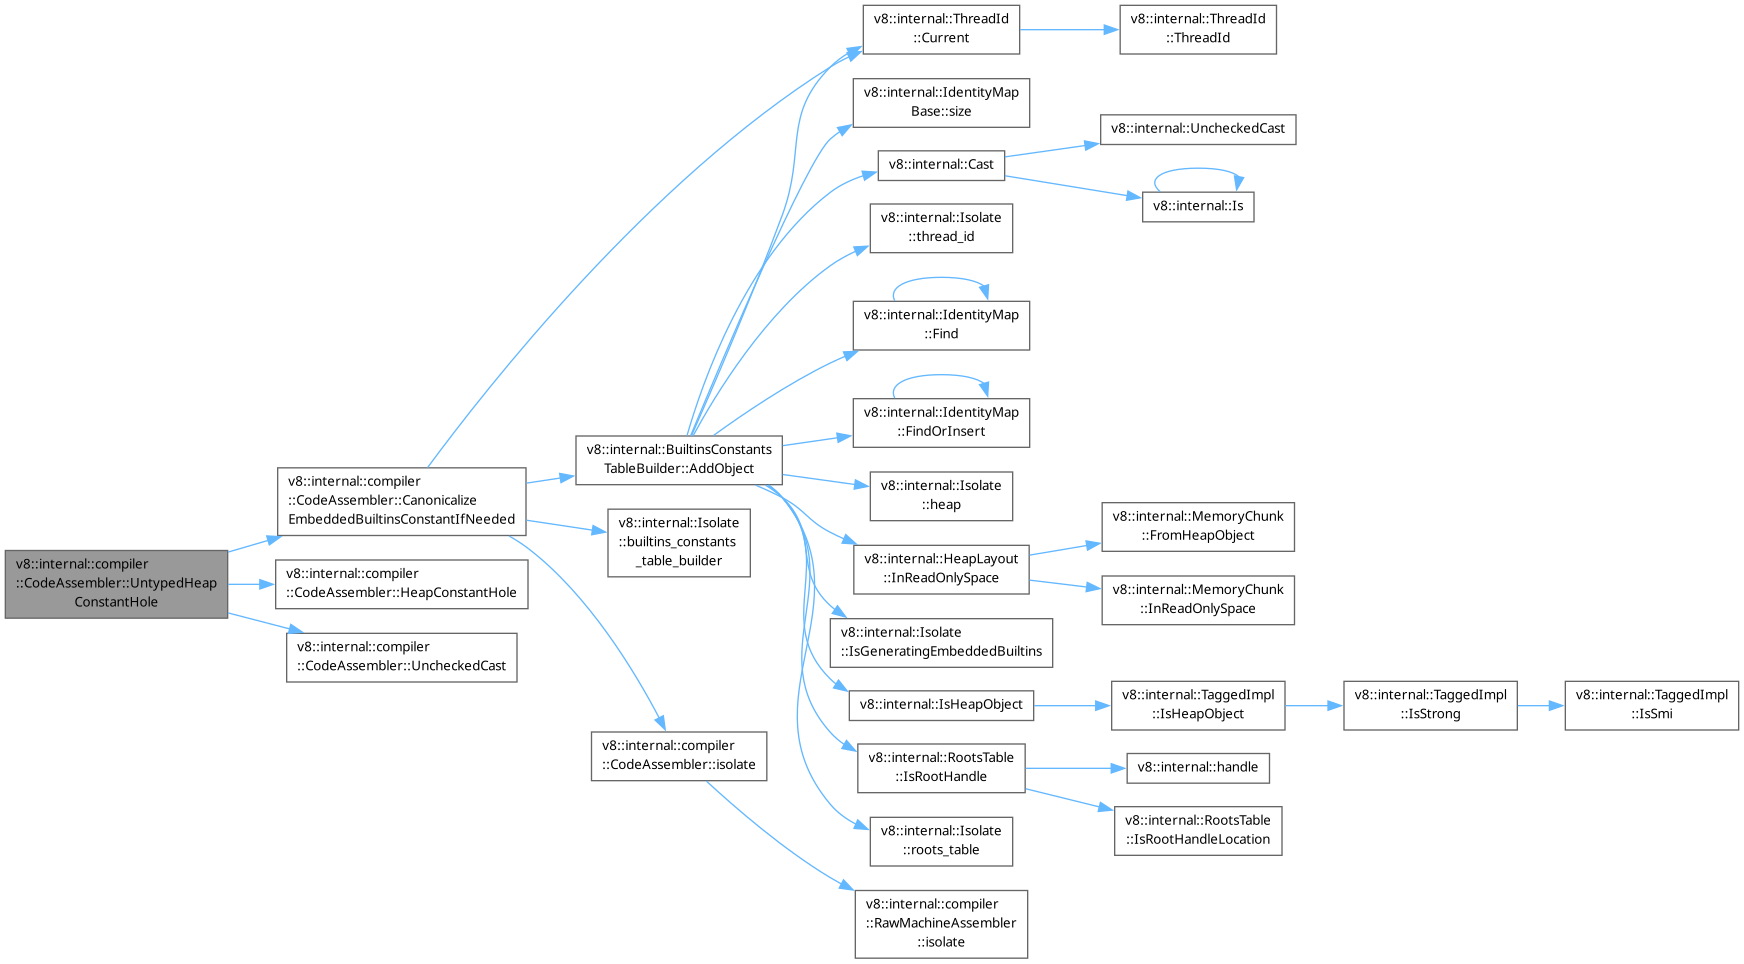 v8::internal::compiler
::CodeAssembler::UntypedHeap
ConstantHole
v8::internal::compiler
::CodeAssembler::Canonicalize
EmbeddedBuiltinsConstantIfNeeded
v8::internal::compiler
::CodeAssembler::HeapConstantHole
v8::internal::compiler
::CodeAssembler::UncheckedCast
v8::internal::BuiltinsConstants
TableBuilder::AddObject
v8::internal::Isolate
::builtins_constants
_table_builder
v8::internal::compiler
::CodeAssembler::isolate
v8::internal::ThreadId
::Current
v8::internal::IdentityMap
Base::size
v8::internal::Cast
v8::internal::Isolate
::thread_id
v8::internal::IdentityMap
::Find
v8::internal::IdentityMap
::FindOrInsert
v8::internal::Isolate
::heap
v8::internal::HeapLayout
::InReadOnlySpace
v8::internal::Isolate
::IsGeneratingEmbeddedBuiltins
v8::internal::IsHeapObject
v8::internal::RootsTable
::IsRootHandle
v8::internal::Isolate
::roots_table
v8::internal::compiler
::RawMachineAssembler
::isolate
v8::internal::ThreadId
::ThreadId
v8::internal::UncheckedCast
v8::internal::Is
v8::internal::MemoryChunk
::FromHeapObject
v8::internal::MemoryChunk
::InReadOnlySpace
v8::internal::TaggedImpl
::IsHeapObject
v8::internal::handle
v8::internal::RootsTable
::IsRootHandleLocation
v8::internal::TaggedImpl
::IsStrong
v8::internal::TaggedImpl
::IsSmi